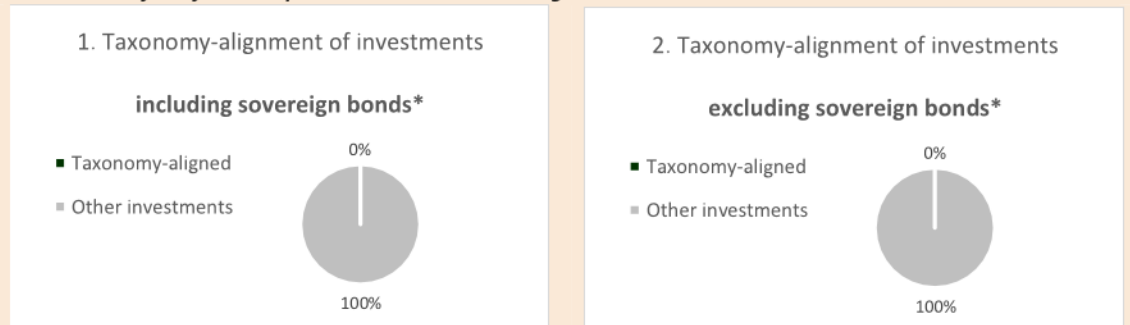 1. Taxonomy-alignment of investments
including sovereign bonds*
0%
Taxonomy-aligned
Other investments
100%
2. Taxonomy-alignment of investments
excluding sovereign bonds*
0%
Taxonomy-aligned
Other investments
100%